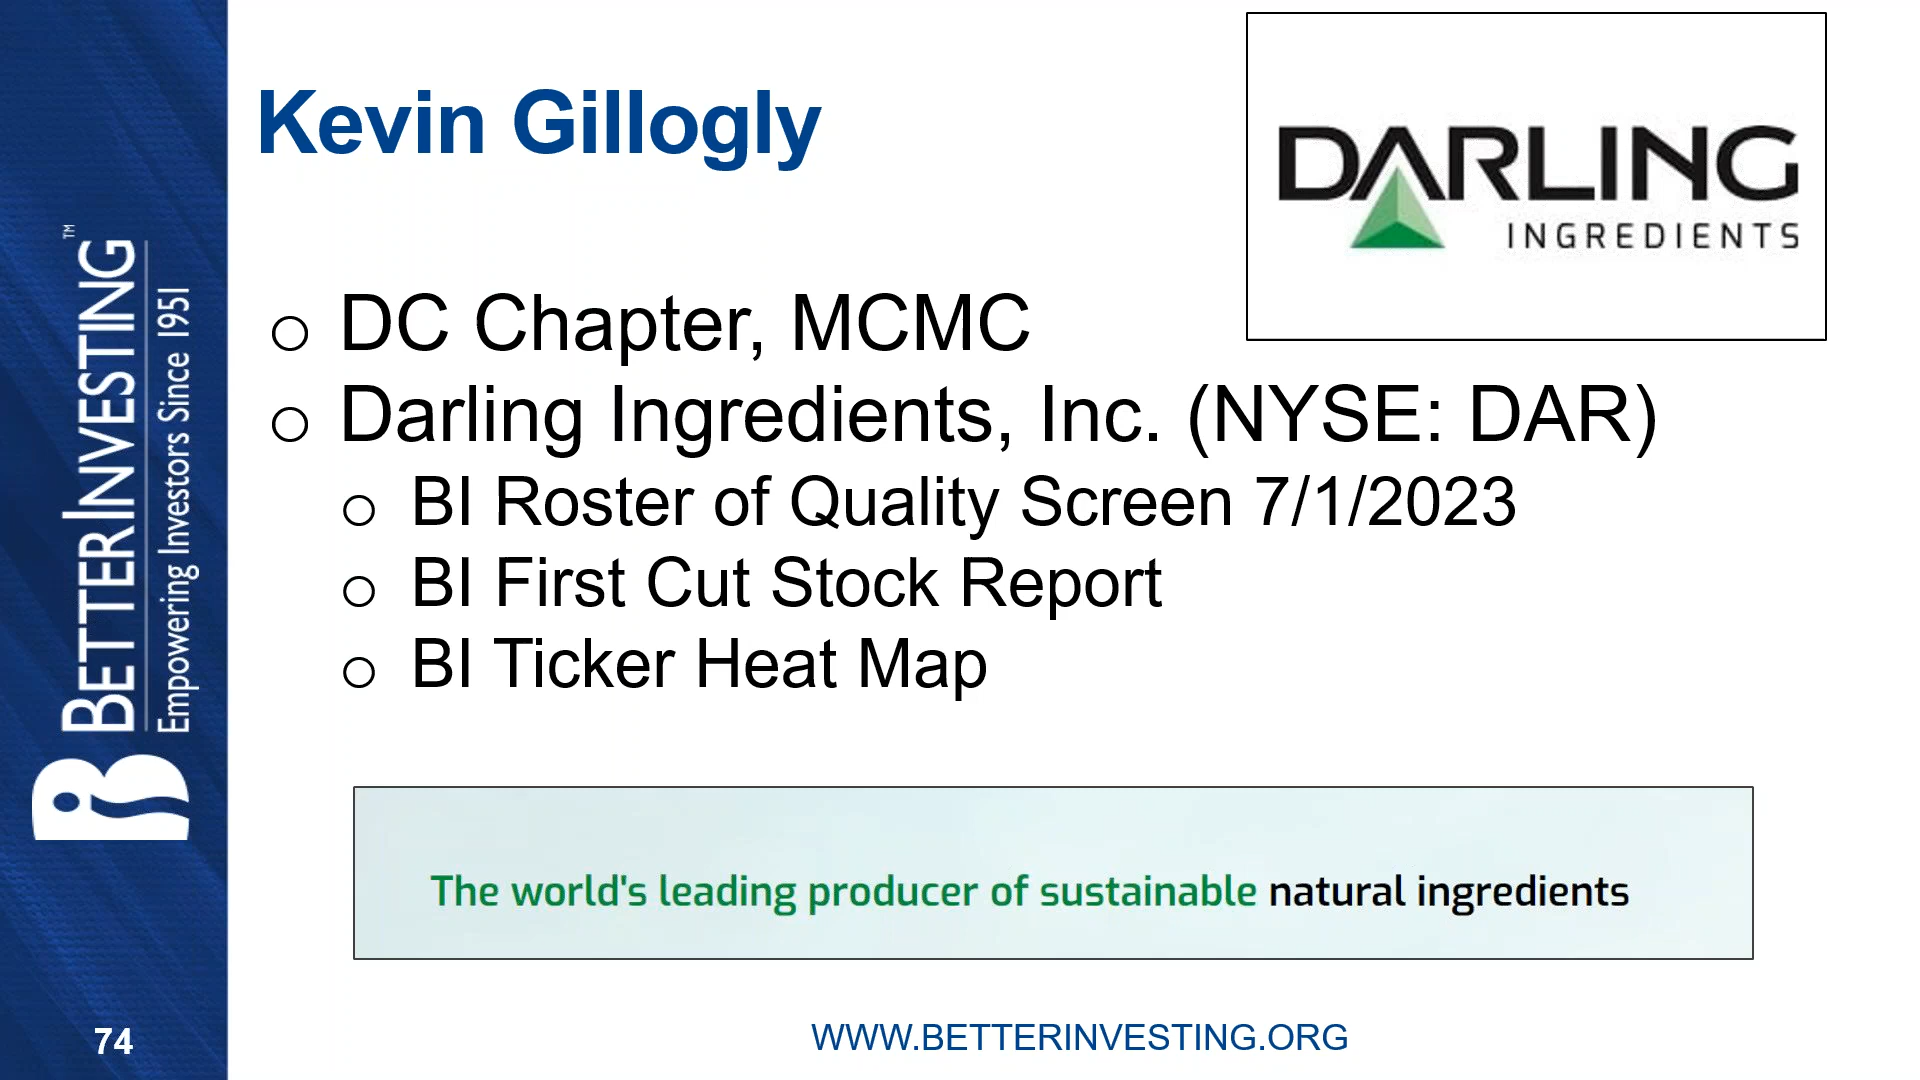 Kevin Gillogly
DARLING
INGREDIENTS
o DC Chapter, MCMC
o Darling Ingredients, Inc. (NYSE: DAR)
o BI Roster of Quality Screen 7/1/2023
o BI First Cut Stock Report
o BI Ticker Heat Map
The world's leading producer of sustainable natural ingredients
BETTERINVESTING™
Empowering Investors Since 1951
74
WWW.BETTERINVESTING.ORG